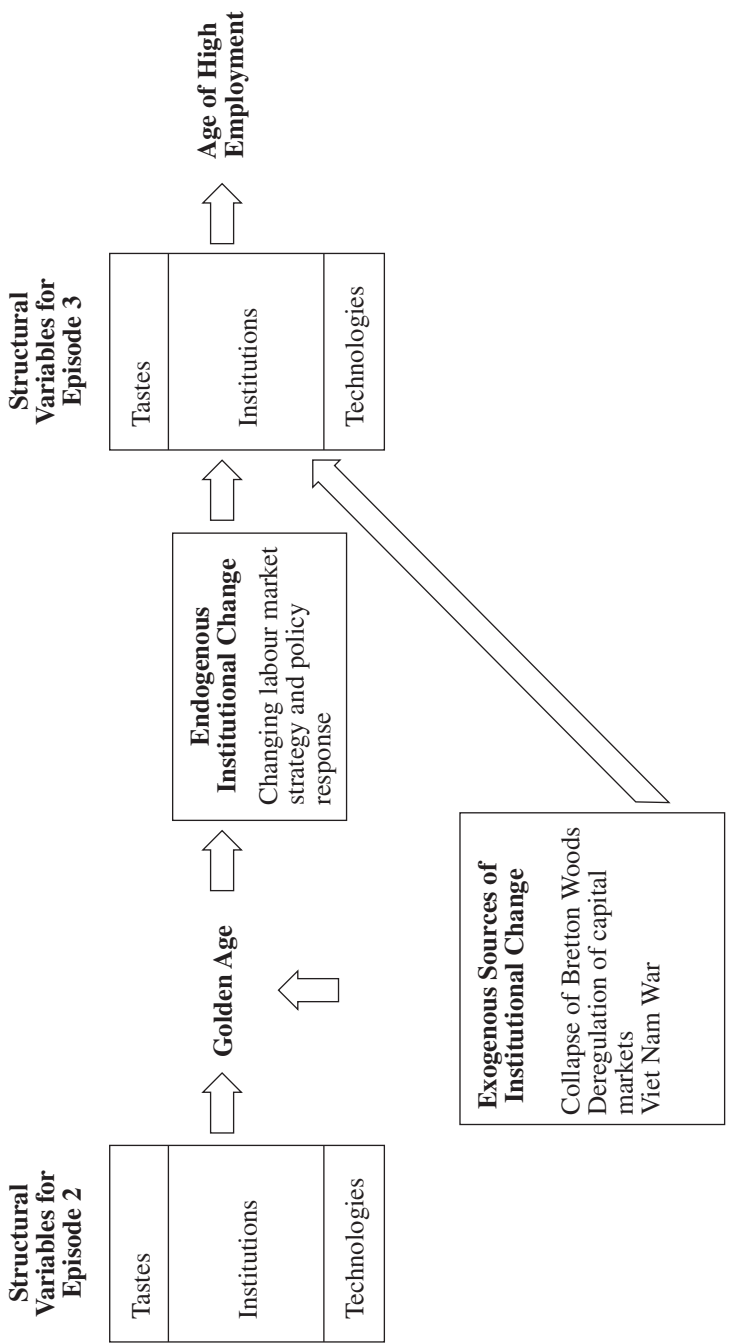 Structural
Variables for
Episode 2
Tastes
Institutions
Technologies
Golden Age
Endogenous
Institutional Change
Changing labour market
strategy and policy
response
Exogenous Sources of
Institutional Change
Collapse of Bretton Woods
Deregulation of capital
markets
Viet Nam War
Structural
Variables for
Episode 3
Tastes
Institutions
Technologies
Age of High
Employment